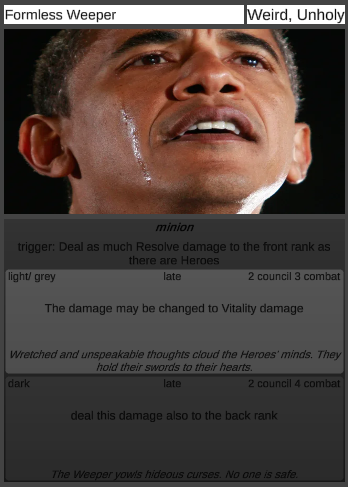 Formless Weeper
Weird, Unholy
minion
trigger: Deal as much Resolve damage to the front rank as
there are Heroes
light/ grey late 2 council 3 combat
The damage may be changed to Vitality damage
Wretched and unspeakable thoughts cloud the Heroes' minds. They
hold their swords to their hearts.
dark late 2 council 4 combat
deal this damage also to the back rank
The Weeper yowls hideous curses. No one is safe.